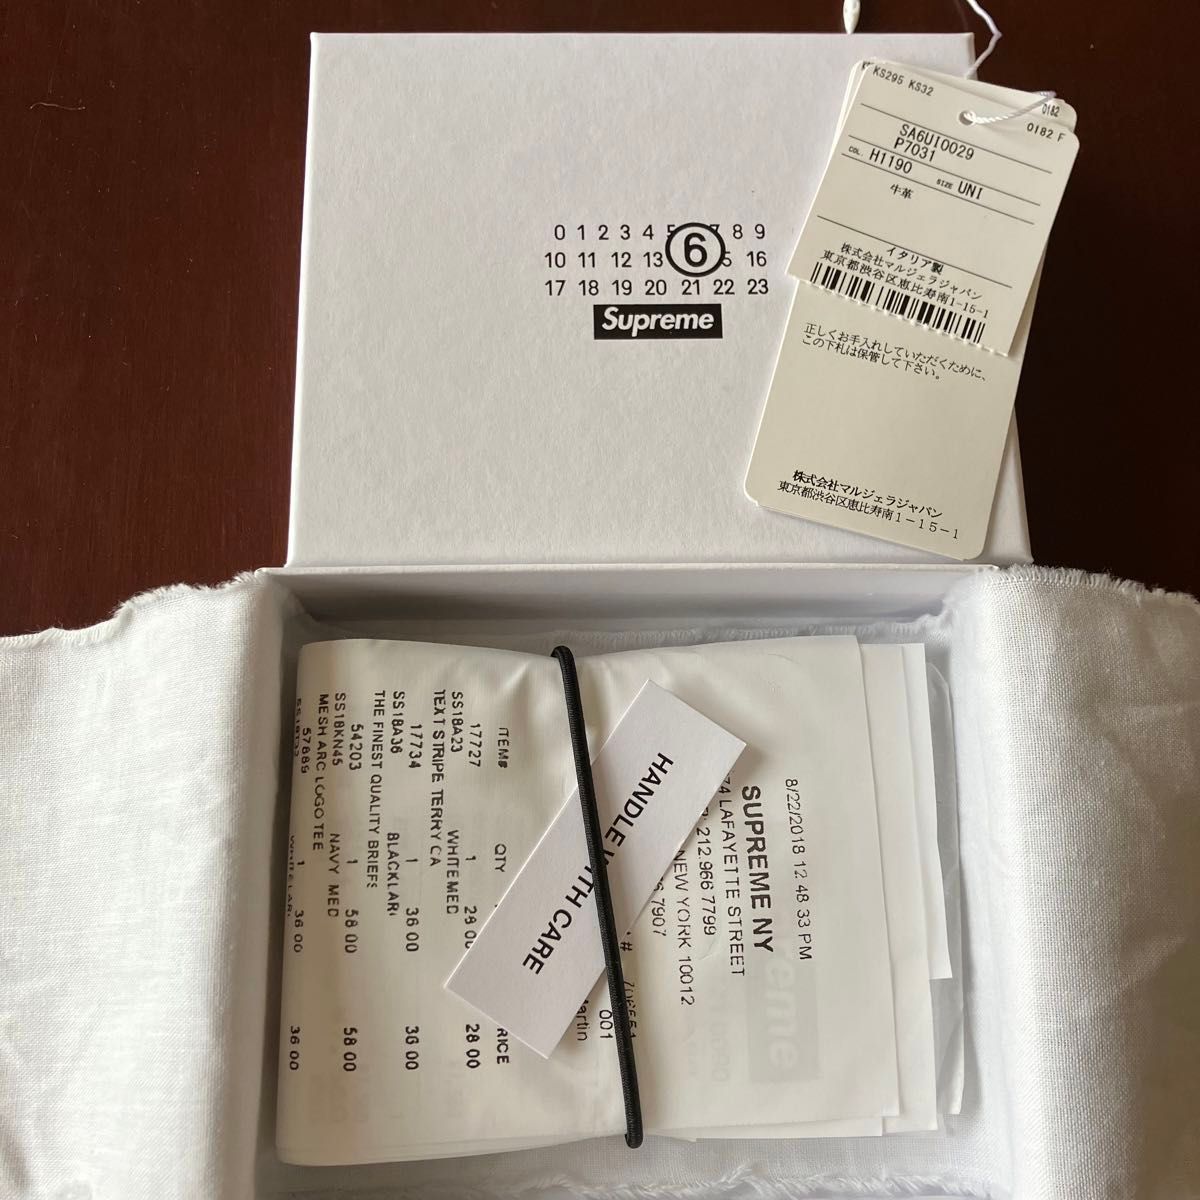 0 1 2 3 4 5 6 7 8 9
10 11 12 13 15 16
17 18 19 20 21 22 23
Supreme
KS295 KS32
0182
0182 F
SA6UI0029
P7031
COL. H1190 SIZE UNI
牛革
イタリア製
株式会社マルジェラジャパン
東京都渋谷区恵比寿南1-15-1
正しくお手入れしていただくために、
この下札は保管して下さい。
株式会社マルジェラジャパン
東京都渋谷区恵比寿南1-15-1
8/22/2018 12 48 33 PM
SUPREME NY
74 LAFAYETTE STREET
NEW YORK 10012
212.966 7799
7907
# 706551
001
artin
HANDLE WITH CARE
ITEM# QTY RICE
17727 1 28 00 28 00
SS18A23 WHITEMED
TEXT STRIPE TERRY CA
17734 1 36 00 36 00
SS18A36 BLACKLAR
THE FINEST QUALITY BRIEFS
54203 1 58 00 58 00
SS18KN45 NAVY MED
MESH ARC LOGO TEE
57889 1 36 00 36 00